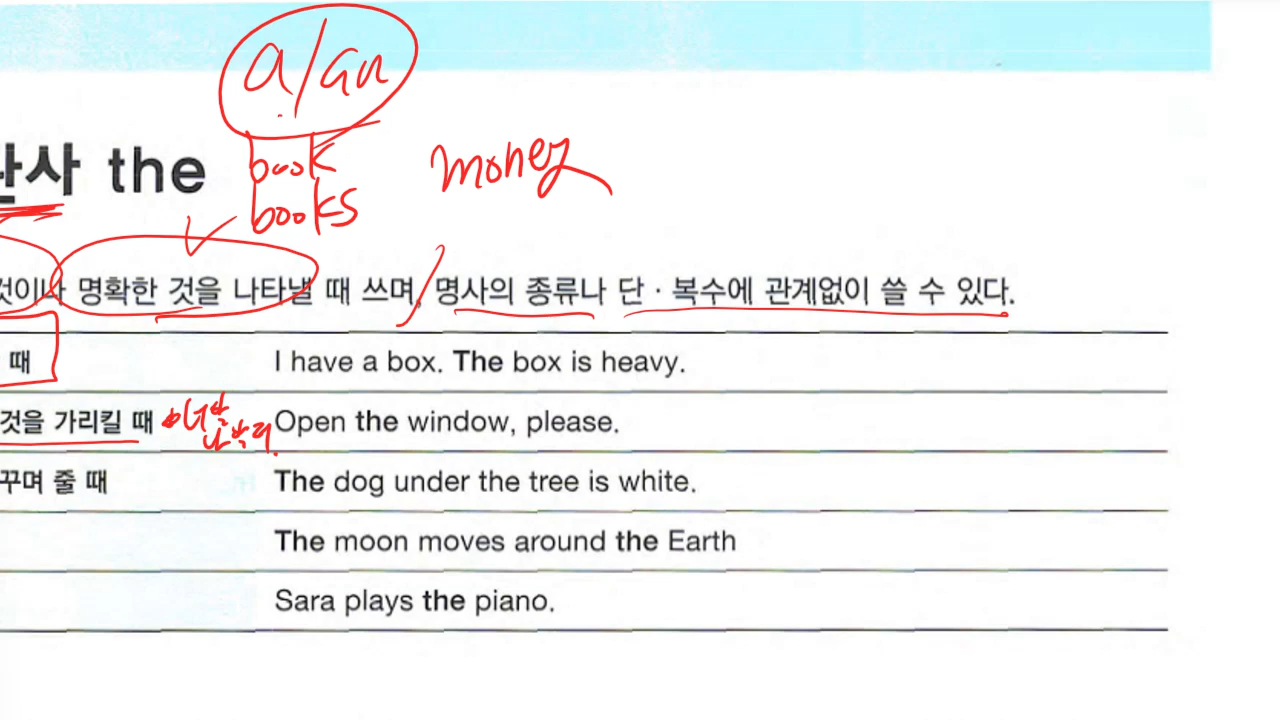 a/an
관사 the
book
books
money
것이나 명확한 것을 나타낼 때 쓰며, 명사의 종류나 단·복수에 관계없이 쓸 수 있다.
때 I have a box. The box is heavy.
것을 가리킬 때 Open the window, please.
꾸며 줄 때 The dog under the tree is white.
The moon moves around the Earth
Sara plays the piano.